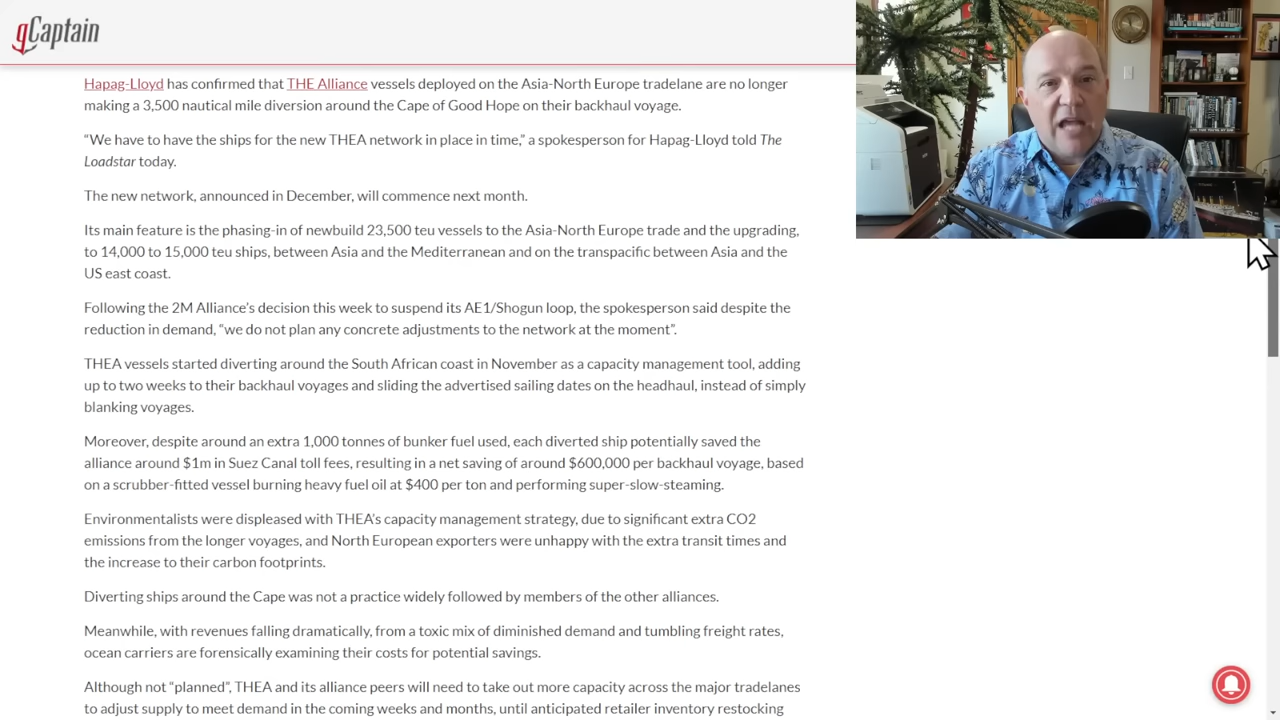 gCaptain
Hapag-Lloyd has confirmed that THE Alliance vessels deployed on the Asia-North Europe tradelane are no longer
making a 3,500 nautical mile diversion around the Cape of Good Hope on their backhaul voyage.
“We have to have the ships for the new THEA network in place in time,” a spokesperson for Hapag-Lloyd told The
Loadstar today.
The new network, announced in December, will commence next month.
Its main feature is the phasing-in of newbuild 23,500 teu vessels to the Asia-North Europe trade and the upgrading,
to 14,000 to 15,000 teu ships, between Asia and the Mediterranean and on the transpacific between Asia and the
US east coast.
Following the 2M Alliance’s decision this week to suspend its AE1/Shogun loop, the spokesperson said despite the
reduction in demand, “we do not plan any concrete adjustments to the network at the moment”.
THEA vessels started diverting around the South African coast in November as a capacity management tool, adding
up to two weeks to their backhaul voyages and sliding the advertised sailing dates on the headhaul, instead of simply
blanking voyages.
Moreover, despite around an extra 1,000 tonnes of bunker fuel used, each diverted ship potentially saved the
alliance around $1m in Suez Canal toll fees, resulting in a net saving of around $600,000 per backhaul voyage, based
on a scrubber-fitted vessel burning heavy fuel oil at $400 per ton and performing super-slow-steaming.
Environmentalists were displeased with THEA’s capacity management strategy, due to significant extra CO2
emissions from the longer voyages, and North European exporters were unhappy with the extra transit times and
the increase to their carbon footprints.
Diverting ships around the Cape was not a practice widely followed by members of the other alliances.
Meanwhile, with revenues falling dramatically, from a toxic mix of diminished demand and tumbling freight rates,
ocean carriers are forensically examining their costs for potential savings.
Although not “planned”, THEA and its alliance peers will need to take out more capacity across the major tradelanes
to adjust supply to meet demand in the coming weeks and months, until anticipated retailer inventory restocking